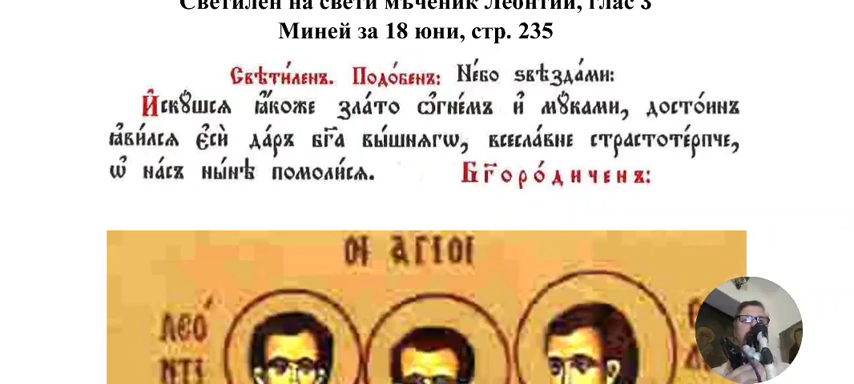 Светилен на свети мъченик Леонтий, глас 3
Миней за 18 юни, стр. 235
Свѣти́ленъ. Подо́бенъ: Не́бо ѕвѣзда́ми:
И҆скꙋ́шсѧ ꙗ҆́коже зла́то ѻ҆гне́мъ и҆ мꙋ́ками, досто́инъ
ꙗ҆ви́лсѧ є҆сѝ да́ръ бг҃а вы́шнѧгѡ, всесла́вне страстоте́рпче,
ѡ҆ на́съ ны́нѣ помоли́сѧ. Бг҃оро́диченъ:
ΟΙ ΑΓΙΟΙ
ΛΕΌ
ΝΤΙ